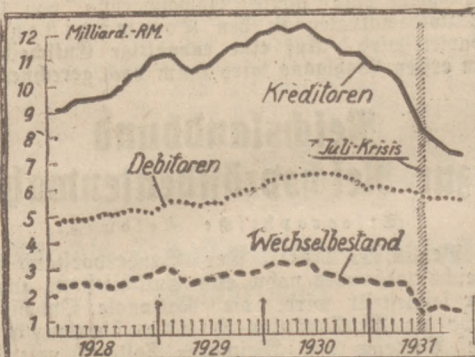 Milliard.-RM.
12
11
10
9
8
7
6
5
4
3
2
1
Kreditoren
Juli-Krisis
Debitoren
Wechselbestand
1928 1929 1930 1931